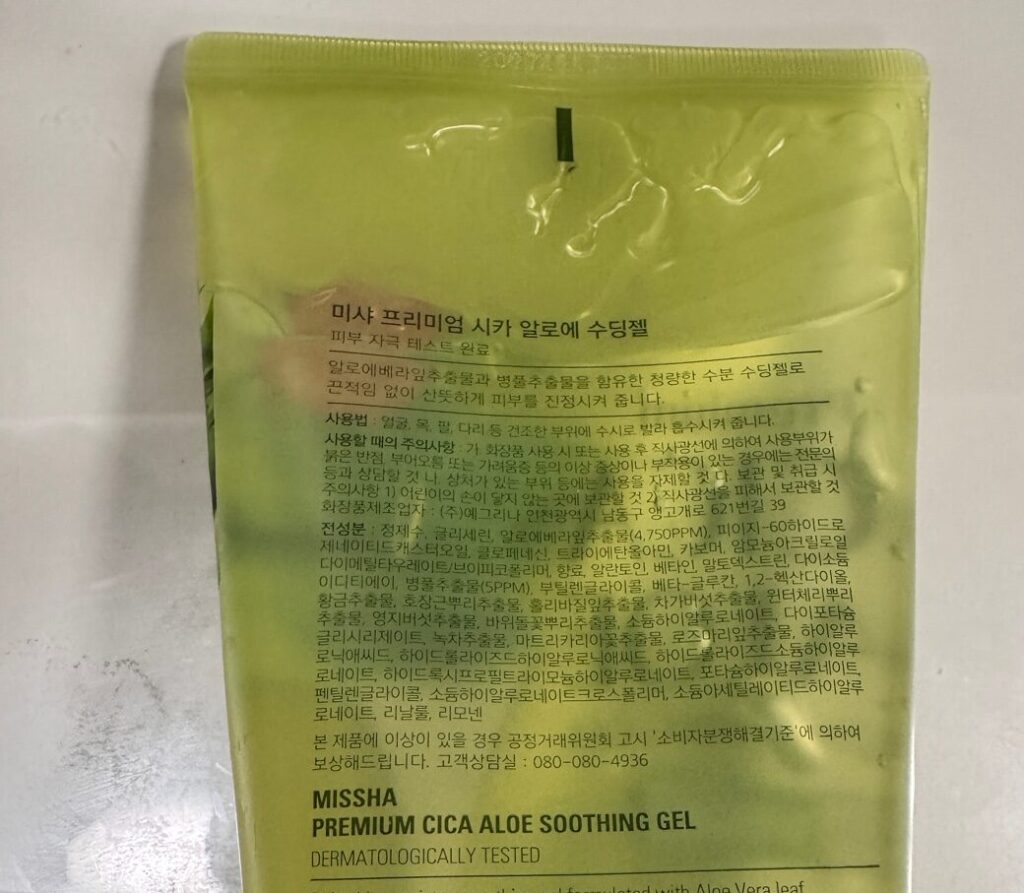 미샤 프리미엄 시카 알로에 수딩젤
피부 자극 테스트 완료
알로에베라잎추출물과 병풀추출물을 함유한 청량한 수분 수딩젤로
끈적임 없이 산뜻하게 피부를 진정시켜 줍니다.
사용법 : 얼굴, 목, 팔, 다리 등 건조한 부위에 수시로 발라 흡수시켜 줍니다.
사용할 때의 주의사항 : 가. 화장품 사용 시 또는 사용 후 직사광선에 의하여 사용부위가
붉은 반점, 부어오름 또는 가려움증 등의 이상 증상이나 부작용이 있는 경우에는 전문의
등과 상담할 것 나. 상처가 있는 부위 등에는 사용을 자제할 것 다. 보관 및 취급 시
주의사항 1) 어린이의 손이 닿지 않는 곳에 보관할 것 2) 직사광선을 피해서 보관할 것
화장품제조업자 : (주)예그리나 인천광역시 남동구 앵고개로 621번길 39
전성분 : 정제수, 글리세린, 알로에베라잎추출물(4,750PPM), 피이지-60하이드로
제네이티드캐스터오일, 클로페네신, 트라이에탄올아민, 카보머, 암모늄아크릴로일
다이메틸타우레이트/브이피코폴리머, 향료, 알란토인, 베타인, 말토덱스트린, 다이소듐
이디티에이, 병풀추출물(5PPM), 부틸렌글라이콜, 베타-글루칸, 1,2-헥산다이올,
황금추출물, 호장근뿌리추출물, 홀리바질잎추출물, 차가버섯추출물, 윈터체리뿌리
추출물, 영지버섯추출물, 바위돌꽃뿌리추출물, 소듐하이알루로네이트, 다이포타슘
글리시리제이트, 녹차추출물, 마트리카리아꽃추출물, 로즈마리잎추출물, 하이알루
로닉애씨드, 하이드롤라이즈드하이알루로닉애씨드, 하이드롤라이즈드소듐하이알루
로네이트, 하이드록시프로필트라이모늄하이알루로네이트, 포타슘하이알루로네이트,
펜틸렌글라이콜, 소듐하이알루로네이트크로스폴리머, 소듐아세틸레이티드하이알루
로네이트, 리날룰, 리모넨
본 제품에 이상이 있을 경우 공정거래위원회 고시 '소비자분쟁해결기준'에 의하여
보상해드립니다. 고객상담실 : 080-080-4936
MISSHA
PREMIUM CICA ALOE SOOTHING GEL
DERMATOLOGICALLY TESTED
formulated with Aloe Vera leaf